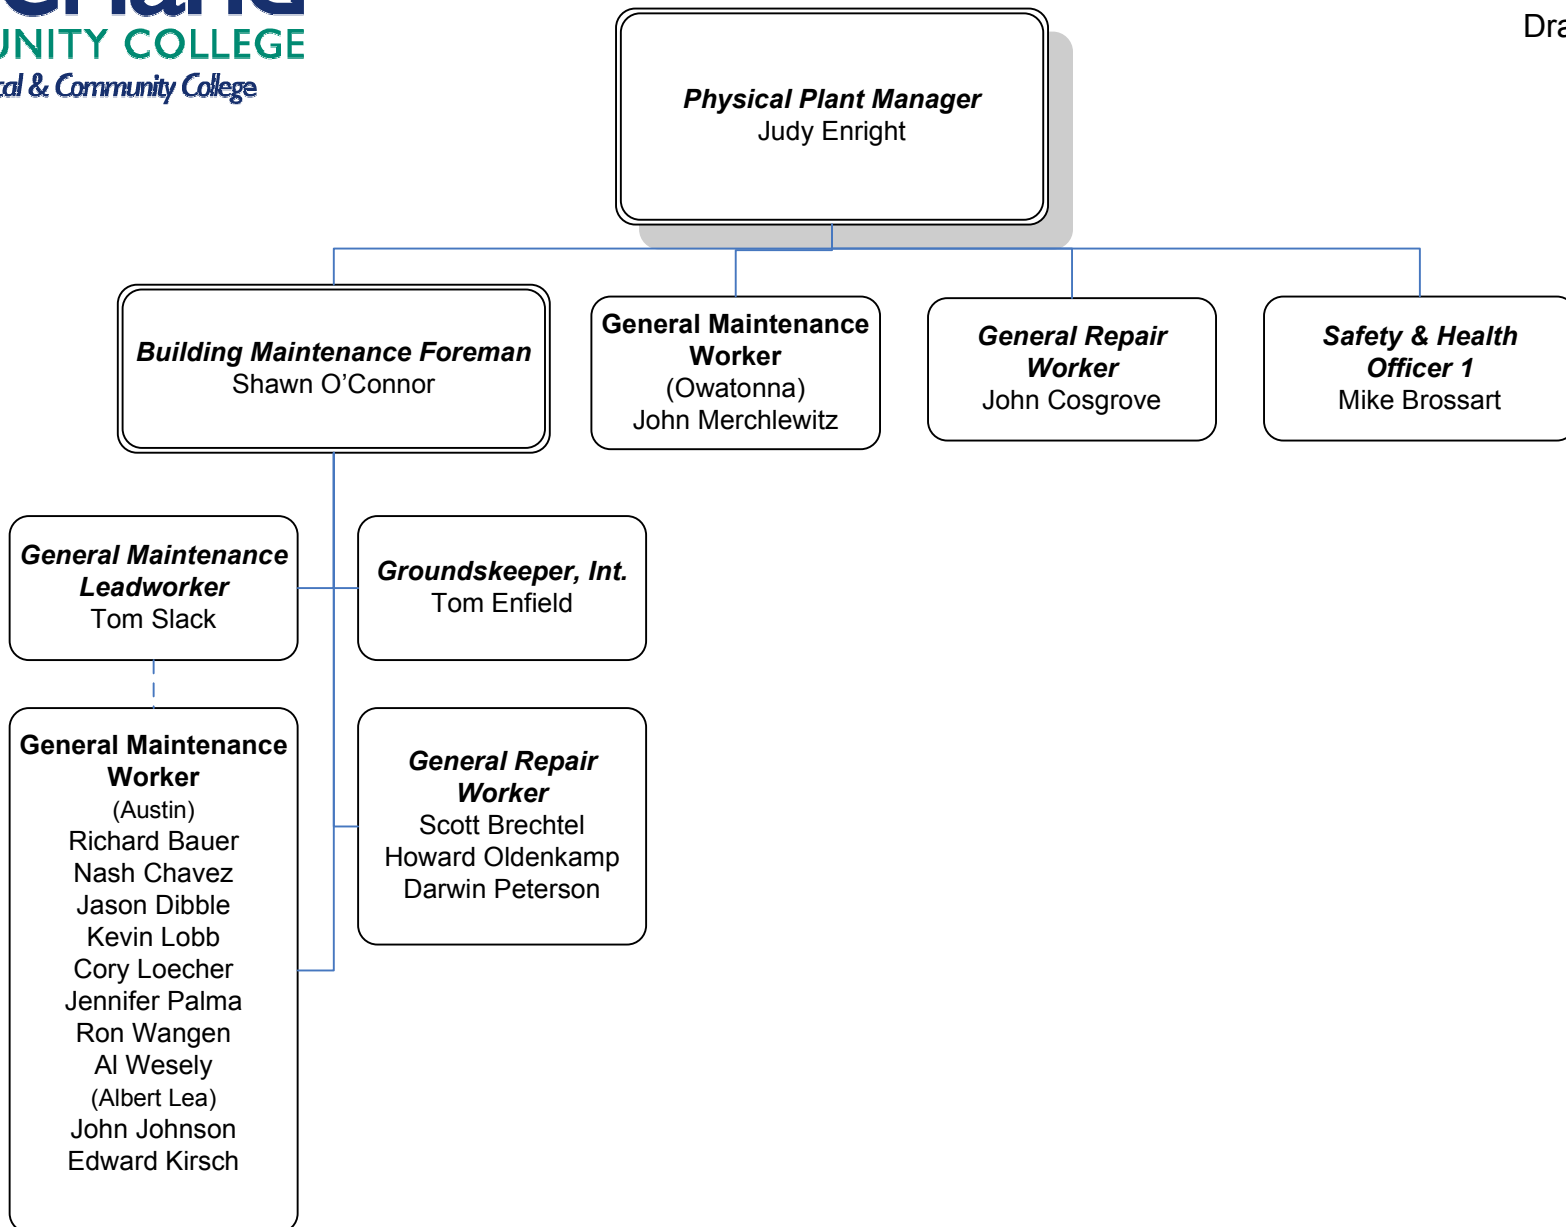 UNITY COLLEGE
& Community College
Physical Plant Manager
Judy Enright
Building Maintenance Foreman
Shawn O’Connor
General Maintenance
Worker
(Owatonna)
John Merchlewitz
General Repair
Worker
John Cosgrove
Safety & Health
Officer 1
Mike Brossart
General Maintenance
Leadworker
Tom Slack
Groundskeeper, Int.
Tom Enfield
General Maintenance
Worker
(Austin)
Richard Bauer
Nash Chavez
Jason Dibble
Kevin Lobb
Cory Loecher
Jennifer Palma
Ron Wangen
Al Wesely
(Albert Lea)
John Johnson
Edward Kirsch
General Repair
Worker
Scott Brechtel
Howard Oldenkamp
Darwin Peterson